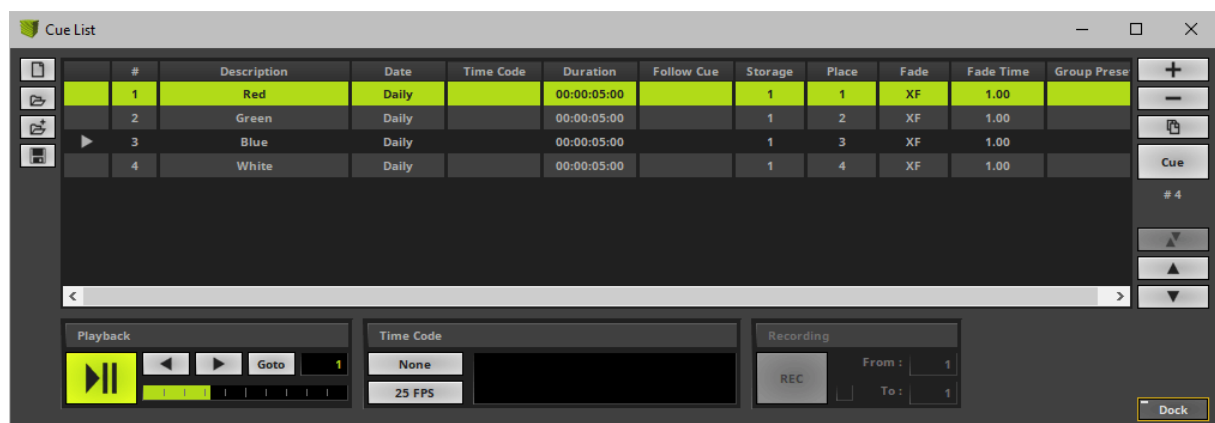 Cue List
# Description Date Time Code Duration Follow Cue Storage Place Fade Fade Time Group Prese
1 Red Daily 00:00:05:00 1 1 XF 1.00
2 Green Daily 00:00:05:00 1 2 XF 1.00
3 Blue Daily 00:00:05:00 1 3 XF 1.00
4 White Daily 00:00:05:00 1 4 XF 1.00
Cue
# 4
Playback
Goto 1
Time Code
None
25 FPS
Recording
REC
From : 1
To : 1
Dock